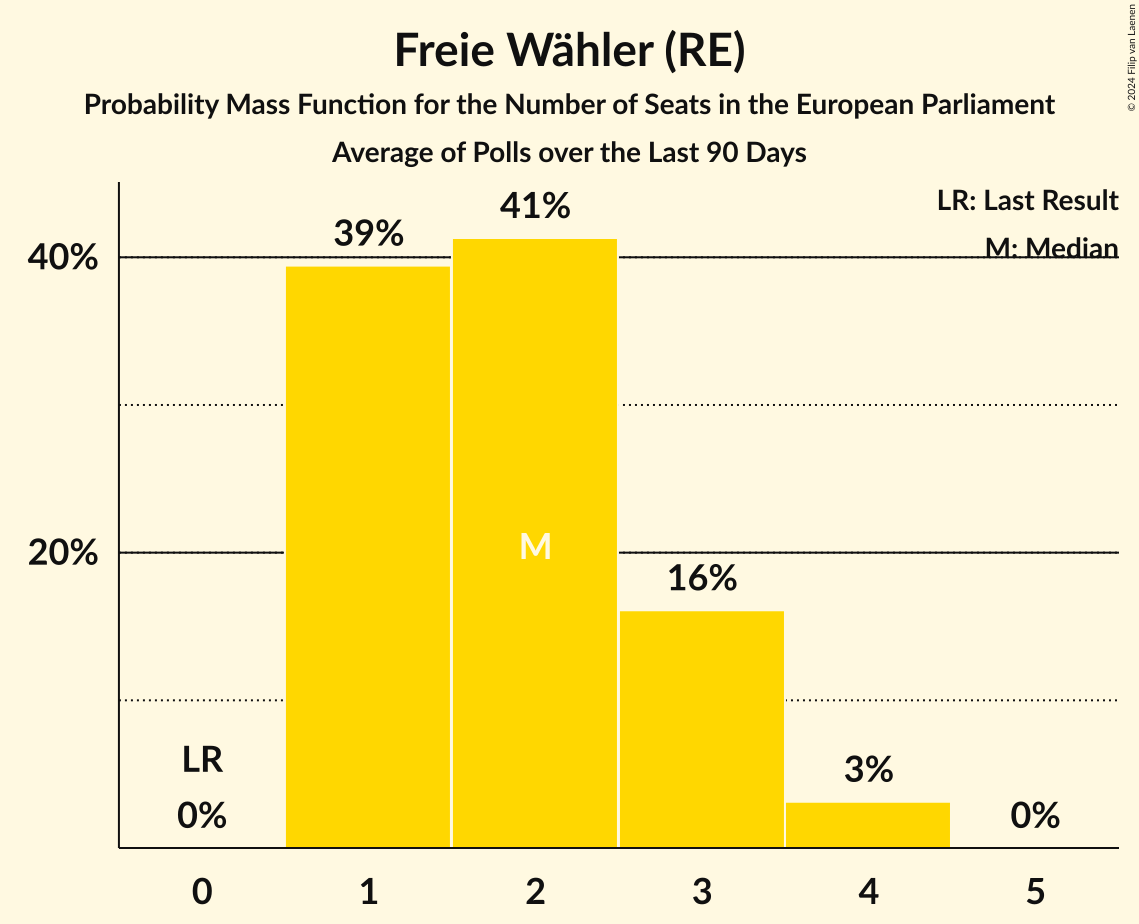 Freie Wähler (RE)
Probability Mass Function for the Number of Seats in the European Parliament
Average of Polls over the Last 90 Days
© 2024 Filip van Laenen
LR: Last Result
M: Median
40%
20%
LR
0%
39%
41%
M
16%
3%
0%
0
1
2
3
4
5